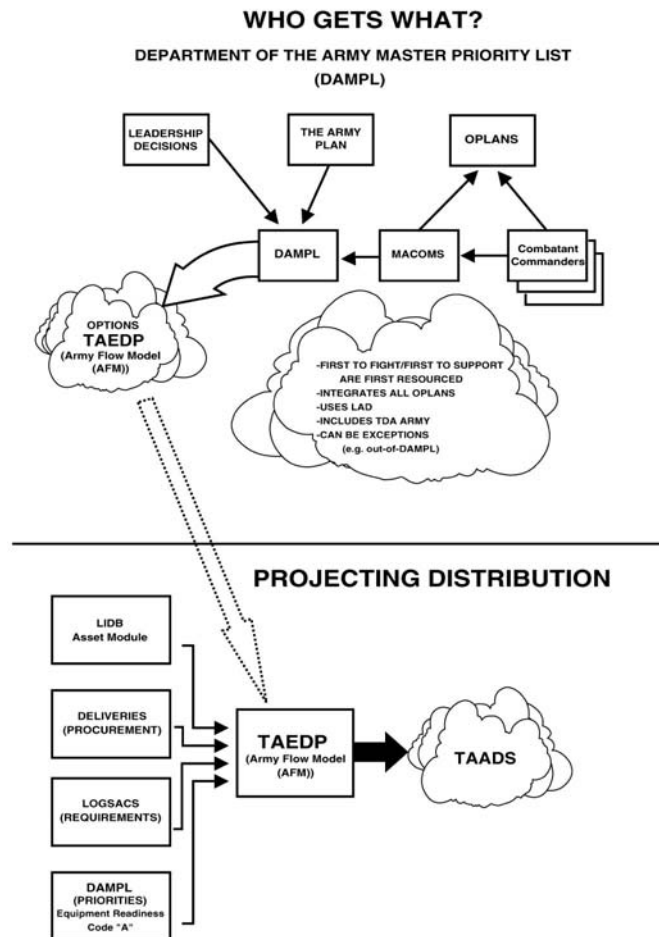 WHO GETS WHAT?
DEPARTMENT OF THE ARMY MASTER PRIORITY LIST
(DAMPL)
LEADERSHIP
DECISIONS
THE ARMY
PLAN
OPLANS
DAMPL
MACOMS
Combatant
Commanders
OPTIONS
TAEDP
(Army Flow Model
(AFM))
-FIRST TO FIGHT/FIRST TO SUPPORT
ARE FIRST RESOURCED
-INTEGRATES ALL OPLANS
-USES LAD
-INCLUDES TDA ARMY
-CAN BE EXCEPTIONS
(e.g. out-of-DAMPL)
PROJECTING DISTRIBUTION
LIDB
Asset Module
DELIVERIES
(PROCUREMENT)
LOGSACS
(REQUIREMENTS)
DAMPL
(PRIORITIES)
Equipment Readiness
Code "A"
TAEDP
(Army Flow Model
(AFM))
TAADS